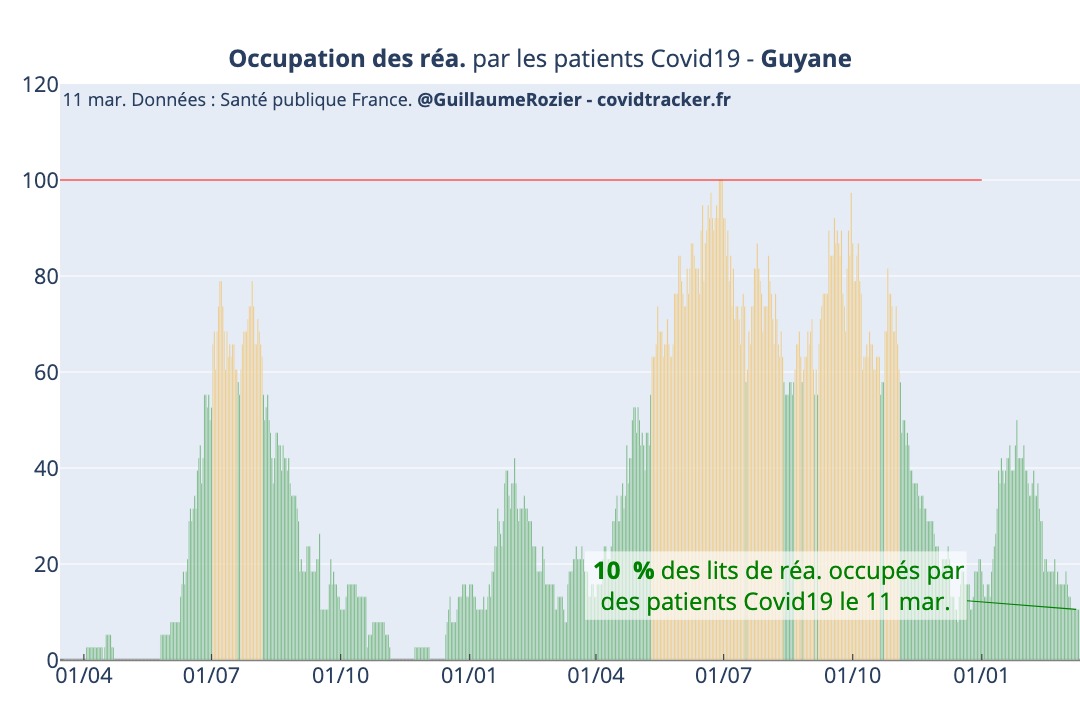 Occupation des réa. par les patients Covid19 - Guyane
120
11 mar. Données : Santé publique France. @GuillaumeRozier - covidtracker.fr
100
80
60
40
20
10 % des lits de réa. occupés par
des patients Covid19 le 11 mar.
0
01/04 01/07 01/10 01/01 01/04 01/07 01/10 01/01